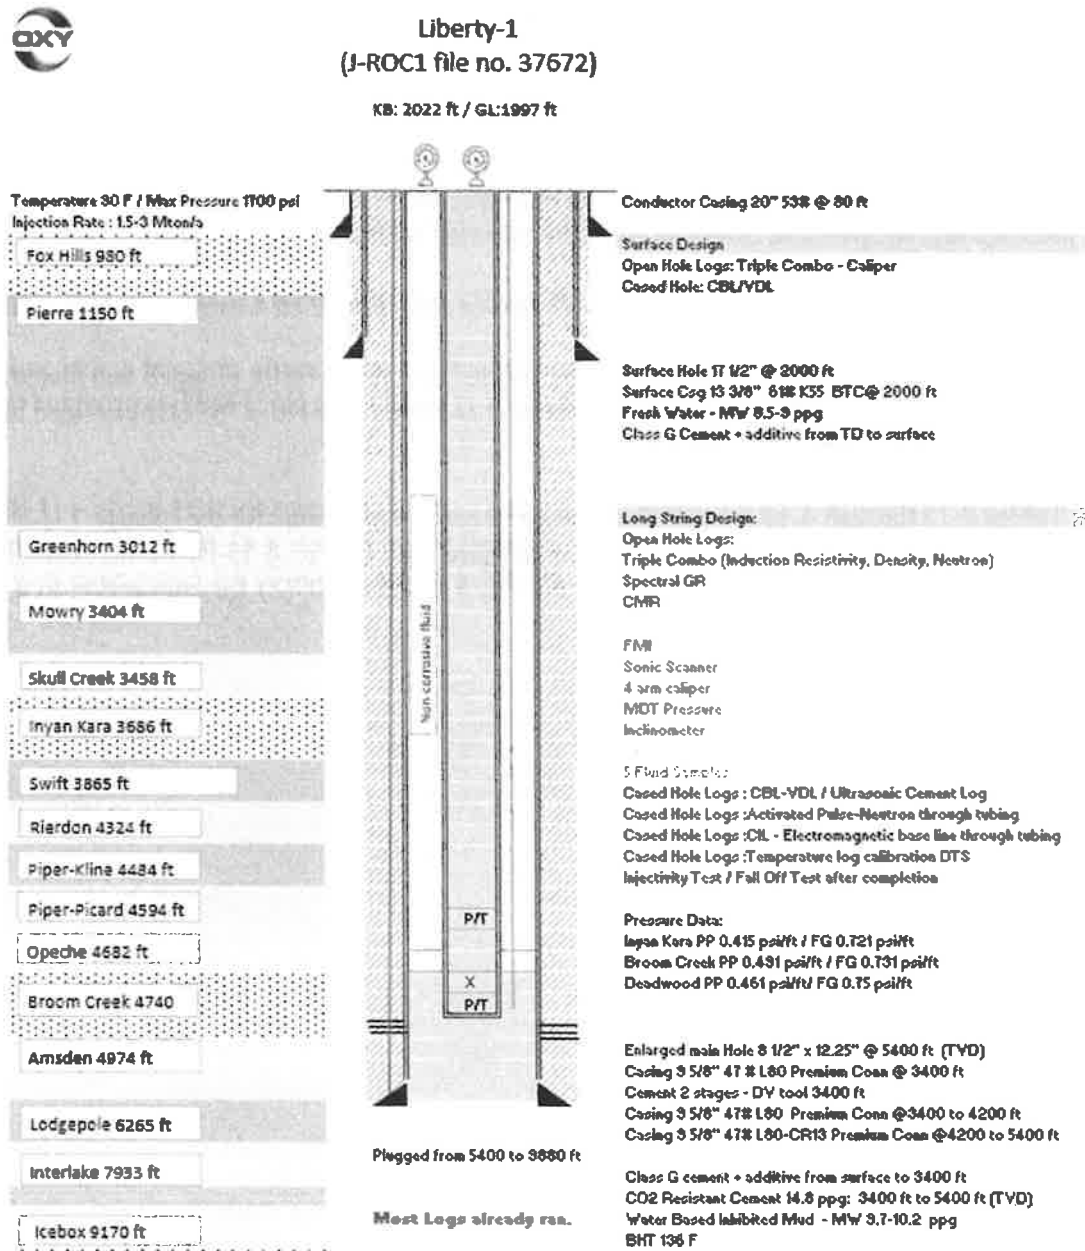 OXY
Liberty-1
(J-ROC1 file no. 37672)
KB: 2022 ft / GL:1997 ft
Temperature 80 F / Max Pressure 1700 psi
Injection Rate : 1.5-3 Mton/a
Fox Hills 980 ft
Pierre 1150 ft
Greenhorn 3012 ft
Mowry 3404 ft
Skull Creek 3458 ft
Inyan Kara 3686 ft
Swift 3865 ft
Rierdon 4324 ft
Piper-Kline 4484 ft
Piper-Picard 4594 ft
Opeche 4682 ft
Broom Creek 4740
Amsden 4974 ft
Lodgepole 6265 ft
Interlake 7933 ft
Icebox 9170 ft
Non corrosive fluid
P/T
X
P/T
Plugged from 5400 to 9880 ft
Most Logs already ran.
Conductor Casing 20" 53# @ 80 ft
Surface Design
Open Hole Logs: Triple Combo - Caliper
Cased Hole: CBL/VDL
Surface Hole 17 1/2" @ 2000 ft
Surface Csg 13 3/8" 61# K55 BTC@ 2000 ft
Fresh Water - MW 8.5-9 ppg
Class G Cement + additive from TD to surface
Long String Design:
Open Hole Logs:
Triple Combo (Induction Resistivity, Density, Neutron)
Spectral GR
CMR
FMI
Sonic Scanner
4 arm caliper
MDT Pressure
Inclinometer
5 Fluid Samples
Cased Hole Logs : CBL-VDL / Ultrasonic Cement Log
Cased Hole Logs :Activated Pulse-Neutron through tubing
Cased Hole Logs :CIL - Electromagnetic base line through tubing
Cased Hole Logs :Temperature log calibration DTS
Injectivity Test / Fall Off Test after completion
Pressure Data:
Inyan Kara PP 0.415 psi/ft / FG 0.721 psi/ft
Broom Creek PP 0.491 psi/ft / FG 0.731 psi/ft
Deadwood PP 0.461 psi/ft/ FG 0.75 psi/ft
Enlarged main Hole 8 1/2" x 12.25" @ 5400 ft (TVD)
Casing 9 5/8" 47 # L80 Premium Conn @ 3400 ft
Cement 2 stages - DV tool 3400 ft
Casing 9 5/8" 47# L80 Premium Conn @3400 to 4200 ft
Casing 9 5/8" 47# L80-CR13 Premium Conn @4200 to 5400 ft
Class G cement + additive from surface to 3400 ft
CO2 Resistant Cement 14.8 ppg: 3400 ft to 5400 ft (TVD)
Water Based Inhibited Mud - MW 9.7-10.2 ppg
BHT 136 F